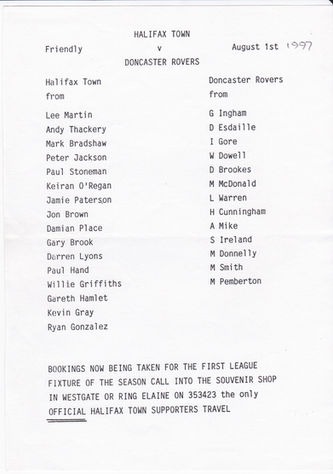 HALIFAX TOWN
Friendly v August 1st 1997
DONCASTER ROVERS
Halifax Town Doncaster Rovers
from from
Lee Martin G Ingham
Andy Thackery D Esdaille
Mark Bradshaw I Gore
Peter Jackson W Dowell
Paul Stoneman D Brookes
Keiran O'Regan M McDonald
Jamie Paterson L Warren
Jon Brown H Cunningham
Damian Place A Mike
Gary Brook S Ireland
Darren Lyons M Donnelly
Paul Hand M Smith
Willie Griffiths M Pemberton
Gareth Hamlet
Kevin Gray
Ryan Gonzalez
BOOKINGS NOW BEING TAKEN FOR THE FIRST LEAGUE
FIXTURE OF THE SEASON CALL INTO THE SOUVENIR SHOP
IN WESTGATE OR RING ELAINE ON 353423 the only
OFFICIAL HALIFAX TOWN SUPPORTERS TRAVEL